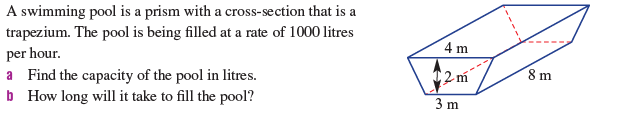 A swimming pool is a prism with a cross-section that is a
trapezium. The pool is being filled at a rate of 1000 litres
per hour.
a Find the capacity of the pool in litres.
b How long will it take to fill the pool?
4 m
2 m
8 m
3 m